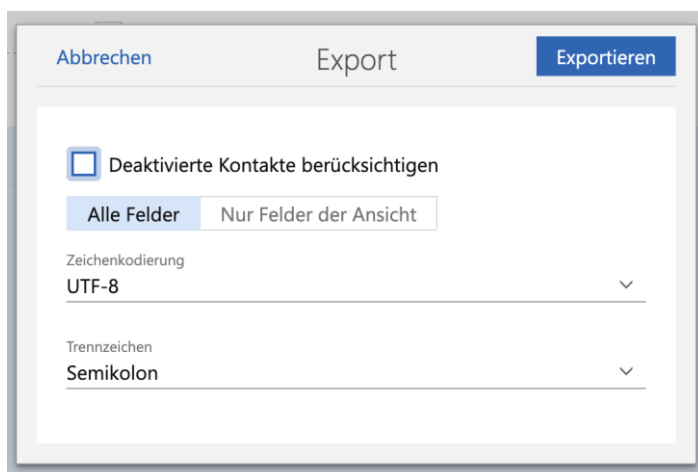 Abbrechen Export Exportieren
Deaktivierte Kontakte berücksichtigen
Alle Felder Nur Felder der Ansicht
Zeichenkodierung
UTF-8
Trennzeichen
Semikolon